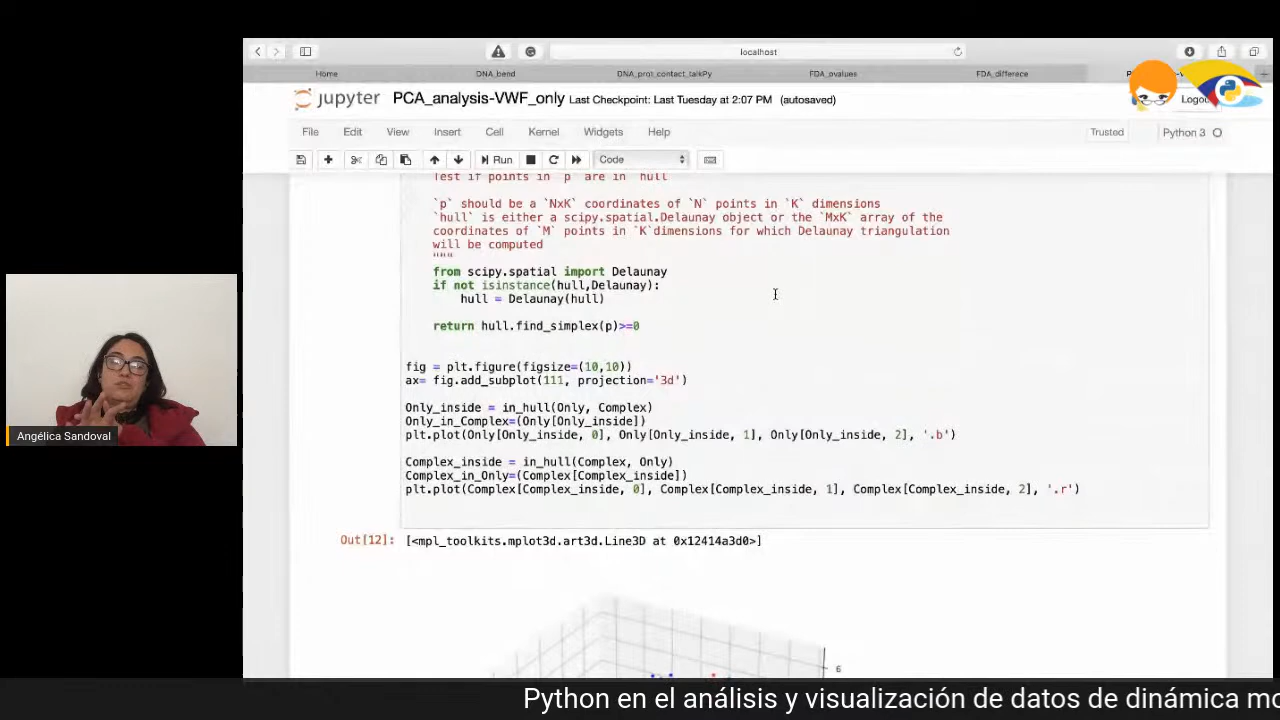 localhost
Home DNA_bend DNA_prot_contact_talkPy FDA_ovalues FDA_differece
jupyter PCA_analysis-VWF_only Last Checkpoint: Last Tuesday at 2:07 PM (autosaved)
File Edit View Insert Cell Kernel Widgets Help Trusted Python 3
Run Code
Test if points in `p` are in `hull`
`p` should be a `NxK` coordinates of `N` points in `K` dimensions
`hull` is either a scipy.spatial.Delaunay object or the `MxK` array of the
coordinates of `M` points in `K`dimensions for which Delaunay triangulation
will be computed
"""
from scipy.spatial import Delaunay
if not isinstance(hull,Delaunay):
hull = Delaunay(hull)
return hull.find_simplex(p)>=0
fig = plt.figure(figsize=(10,10))
ax= fig.add_subplot(111, projection='3d')
Only_inside = in_hull(Only, Complex)
Only_in_Complex=(Only[Only_inside])
plt.plot(Only[Only_inside, 0], Only[Only_inside, 1], Only[Only_inside, 2], '.b')
Complex_inside = in_hull(Complex, Only)
Complex_in_Only=(Complex[Complex_inside])
plt.plot(Complex[Complex_inside, 0], Complex[Complex_inside, 1], Complex[Complex_inside, 2], '.r')
Out[12]: [<mpl_toolkits.mplot3d.art3d.Line3D at 0x12414a3d0>]
6
Angélica Sandoval
Python en el análisis y visualización de datos de dinámica mo